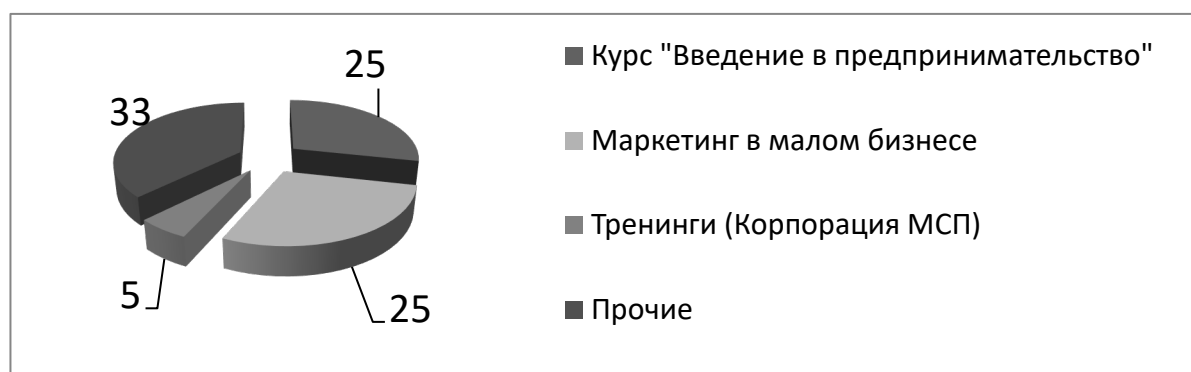 25
33
5
25
Курс "Введение в предпринимательство"
Маркетинг в малом бизнесе
Тренинги (Корпорация МСП)
Прочие